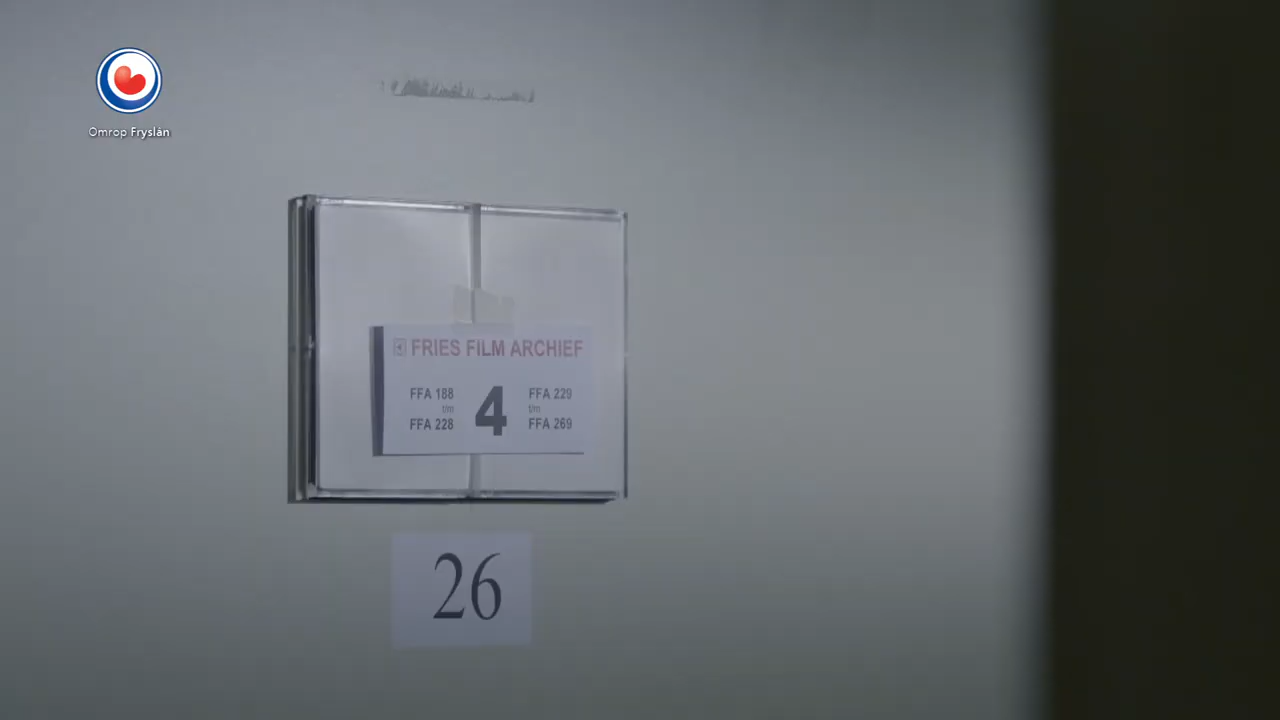 Omrop Fryslân
FRIES FILM ARCHIEF
FFA 188
t/m
FFA 228
4
FFA 229
t/m
FFA 269
26